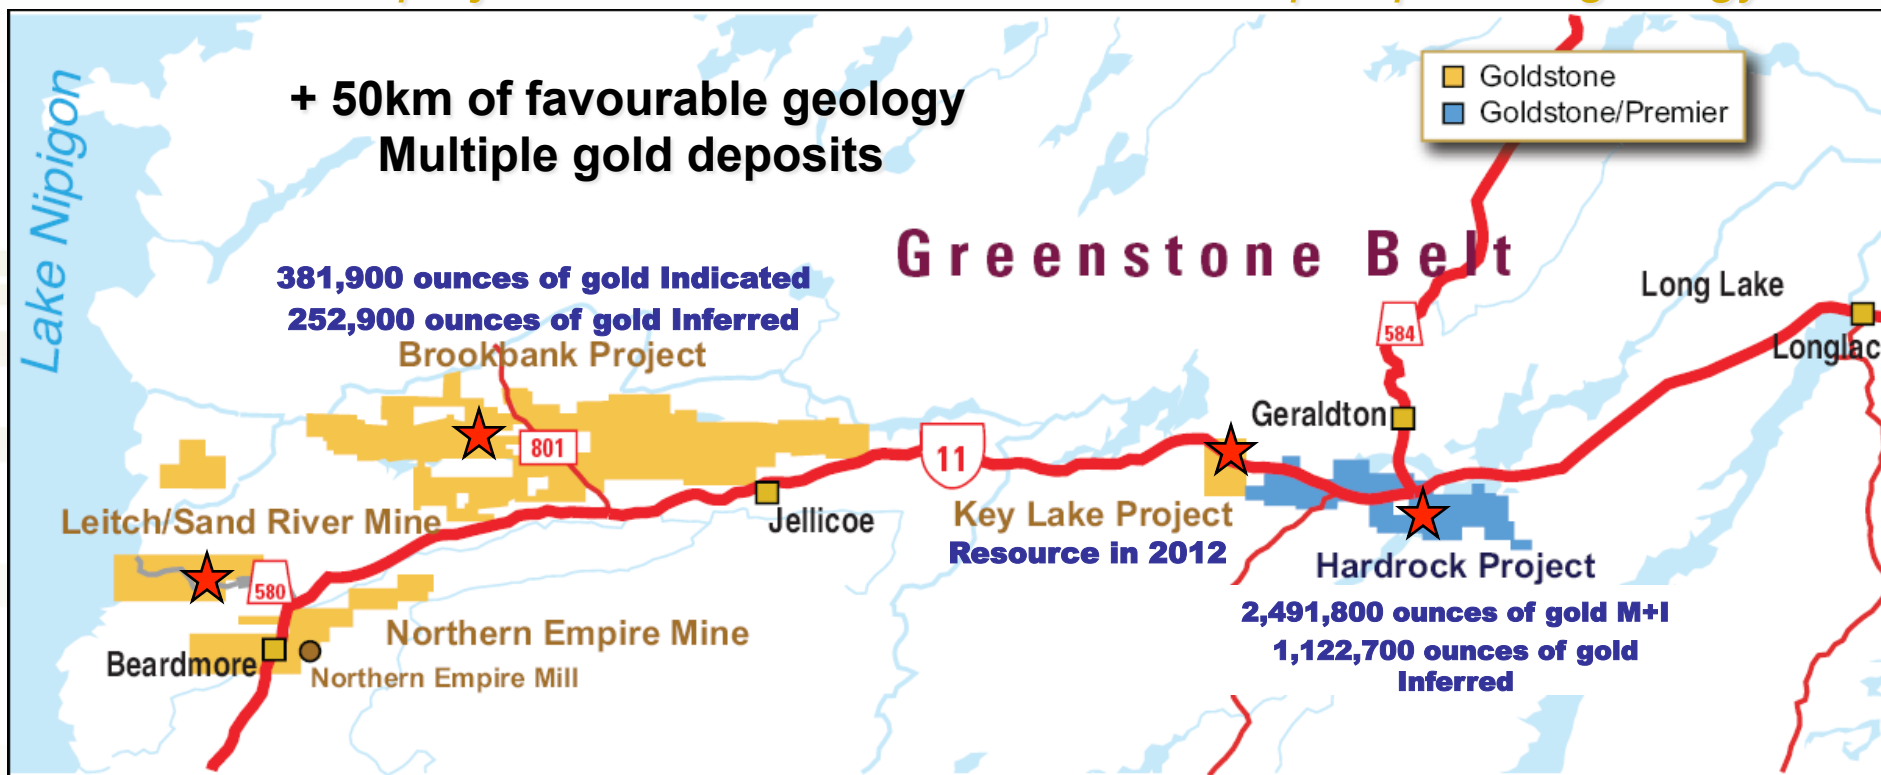 + 50km of favourable geology
Multiple gold deposits
Goldstone
Goldstone/Premier
Lake Nipigon
Greenstone Belt
381,900 ounces of gold Indicated
252,900 ounces of gold Inferred
Brookbank Project
Long Lake
584
Longlac
Geraldton
801
11
Leitch/Sand River Mine
Jellicoe
Key Lake Project
Resource in 2012
Hardrock Project
2,491,800 ounces of gold M+I
1,122,700 ounces of gold
Inferred
580
Northern Empire Mine
Beardmore
Northern Empire Mill